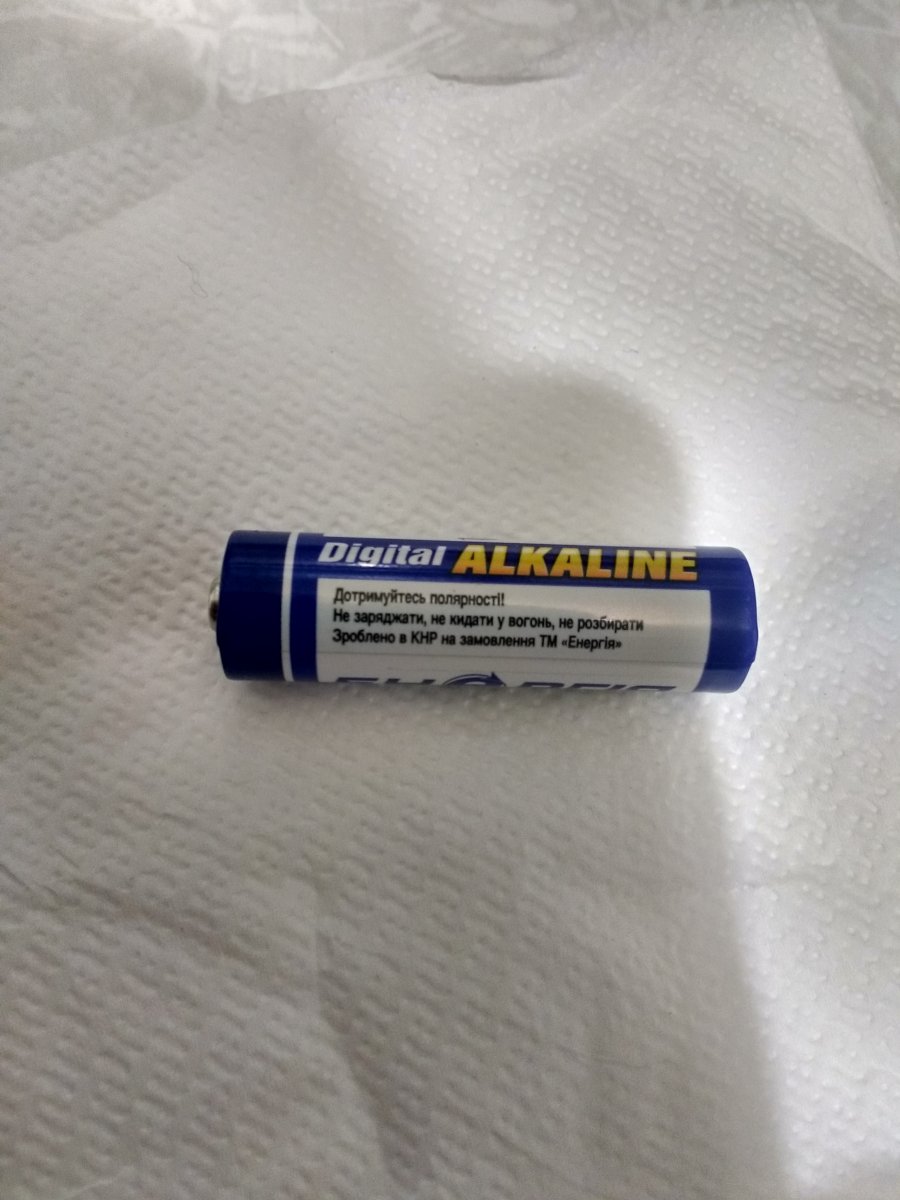 Digital ALKALINE
Дотримуйтесь полярності!
Не заряджати, не кидати у вогонь, не розбирати
Зроблено в КНР на замовлення ТМ «Енергія»